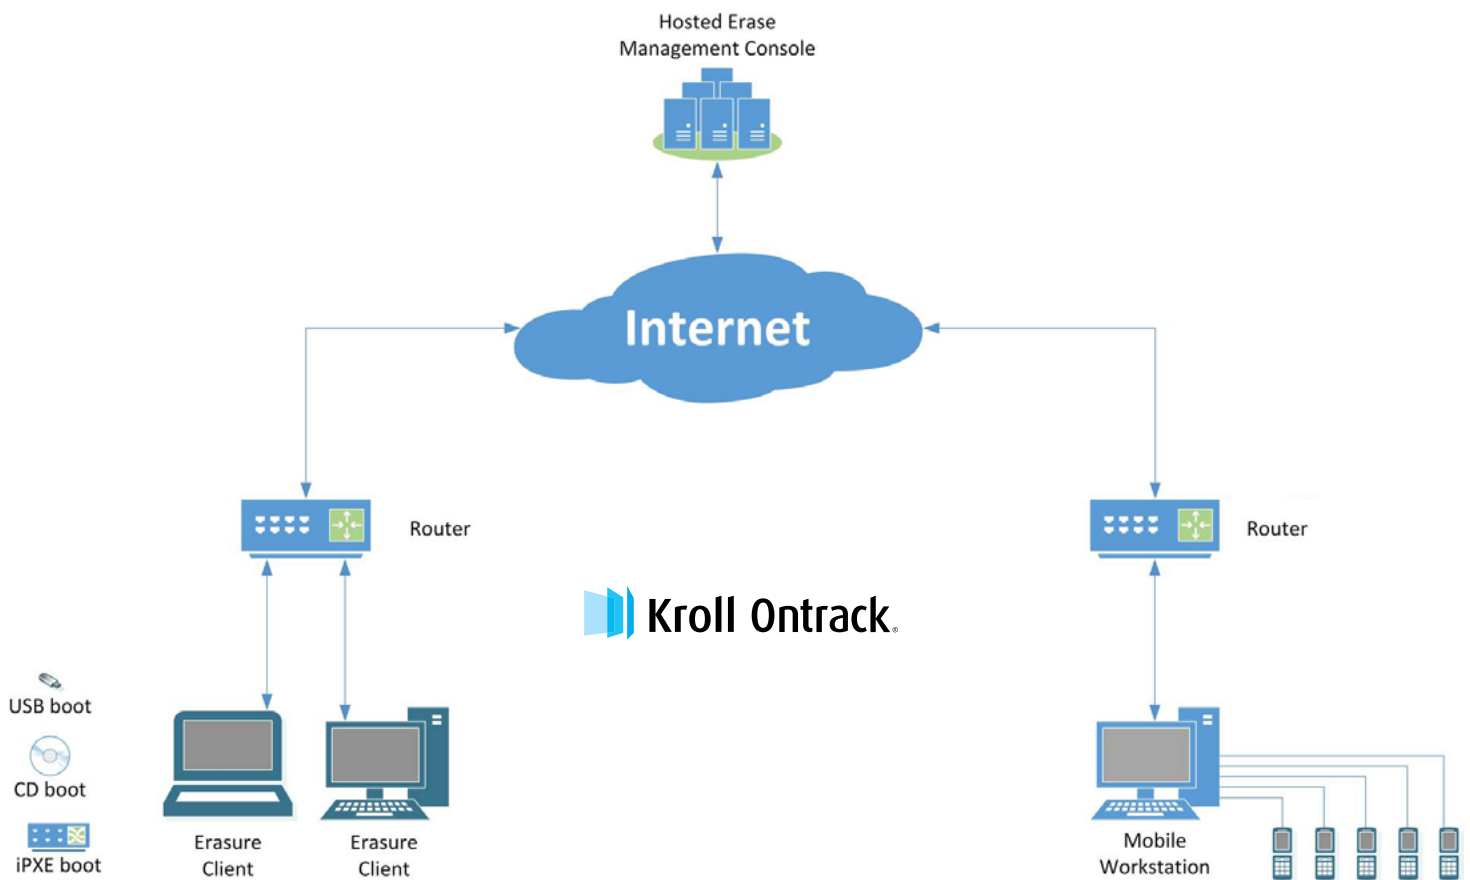 Hosted Erase
Management Console
Internet
Router
Router
Kroll Ontrack®
USB boot
CD boot
iPXE boot
Erasure
Client
Erasure
Client
Mobile
Workstation